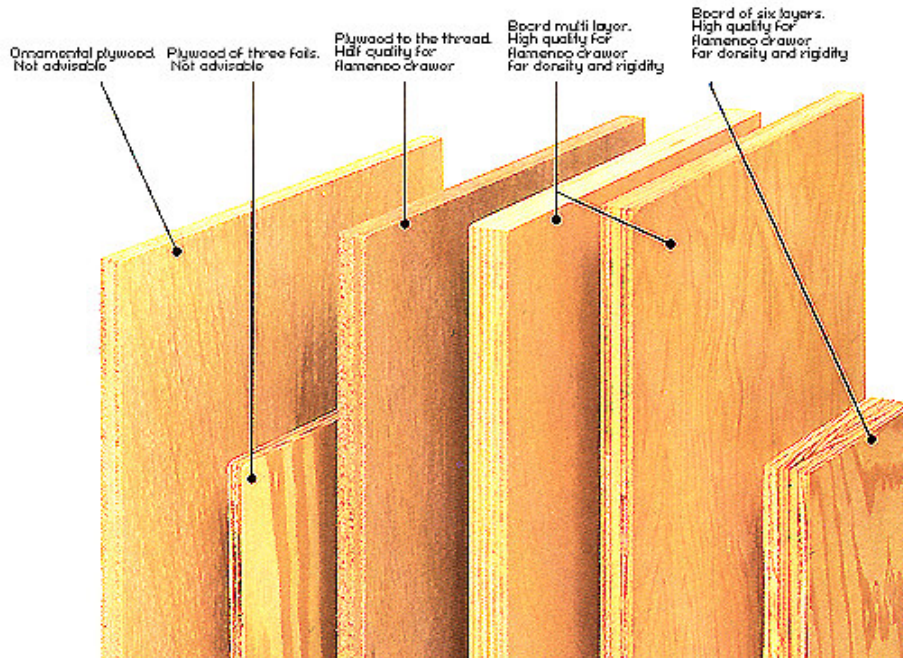 Ornamental plywood.
Not advisable
Plywood of three foils.
Not advisable
Plywood to the thread.
Half quality for
flamenco drawer
Board multi layer.
High quality for
flamenco drawer
for density and rigidity
Board of six layers.
High quality for
flamenco drawer
for density and rigidity